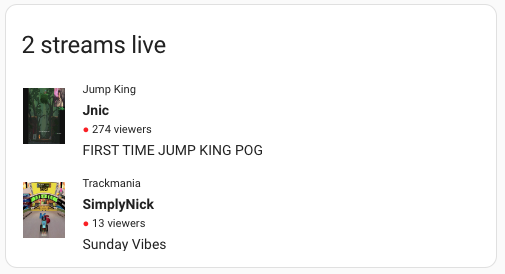 2 streams live
Jump King
Jnic
274 viewers
FIRST TIME JUMP KING POG
Trackmania
SimplyNick
13 viewers
Sunday Vibes